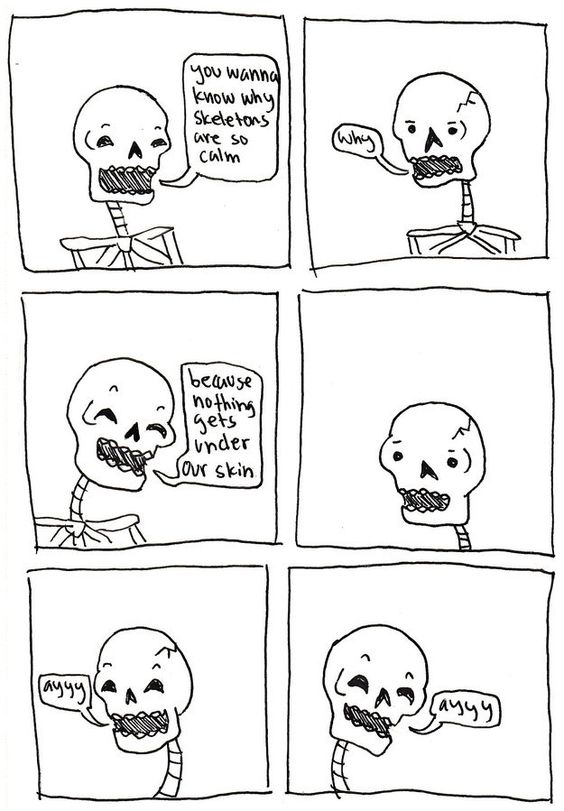 you wanna
know why
skeletons
are so
calm
why
because
nothing
gets
under
our skin
ayyy
ayyy